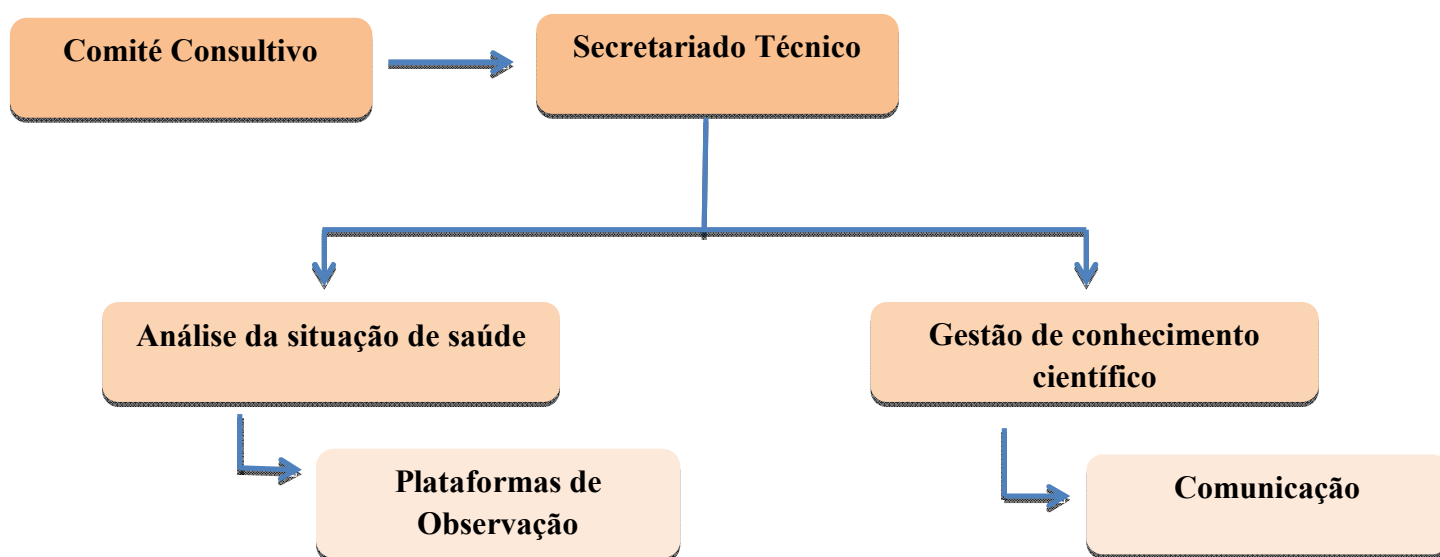 Comité Consultivo
Secretariado Técnico
Análise da situação de saúde
Gestão de conhecimento
científico
Plataformas de
Observação
Comunicação